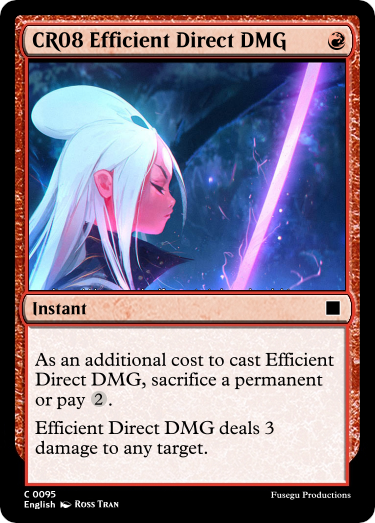 CR08 Efficient Direct DMG
Instant
As an additional cost to cast Efficient
Direct DMG, sacrifice a permanent
or pay 2.
Efficient Direct DMG deals 3
damage to any target.
C 0095
English ROSS TRAN
Fusegu Productions